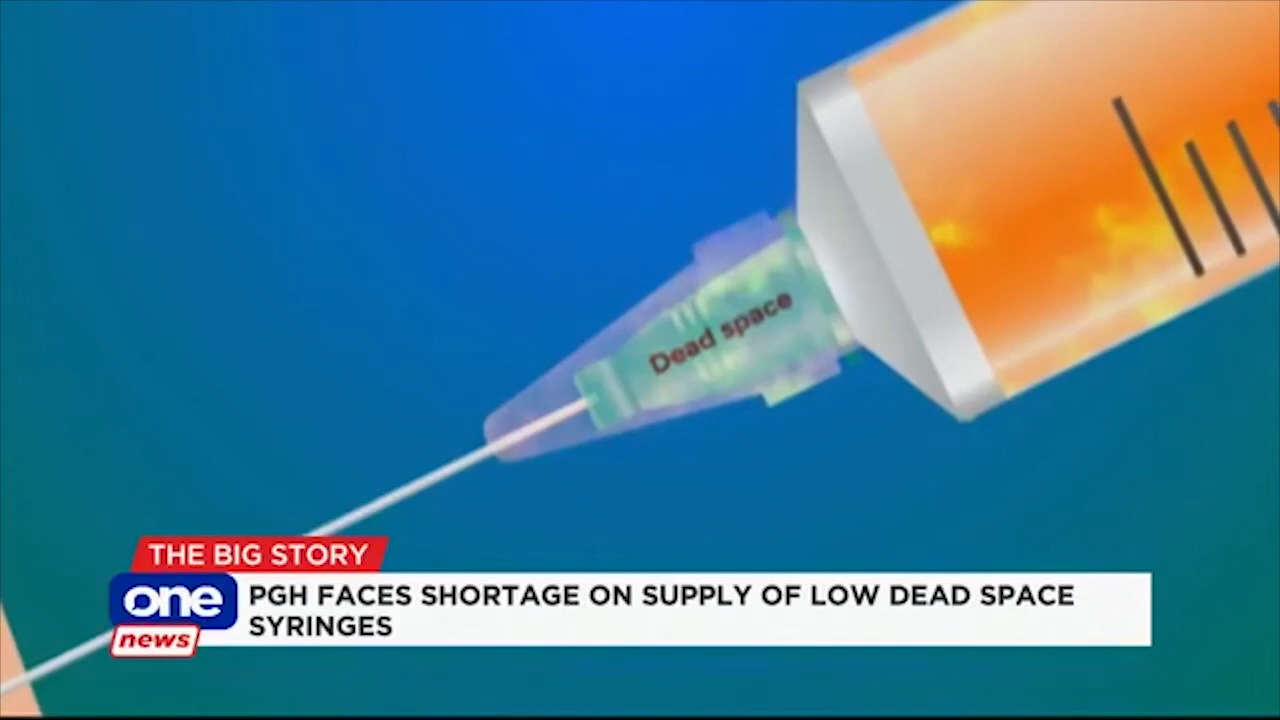 Dead space
THE BIG STORY
one
news
PGH FACES SHORTAGE ON SUPPLY OF LOW DEAD SPACE
SYRINGES